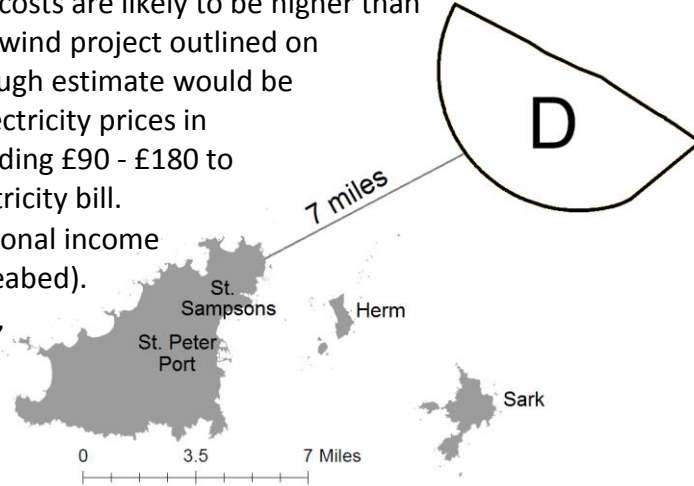 costs are likely to be higher than
wind project outlined on
ugh estimate would be
ectricity prices in
ding £90 - £180 to
tricity bill.
onal income
eabed).
,
D
7 miles
St.
Sampsons
Herm
St. Peter
Port
Sark
0 3.5 7 Miles